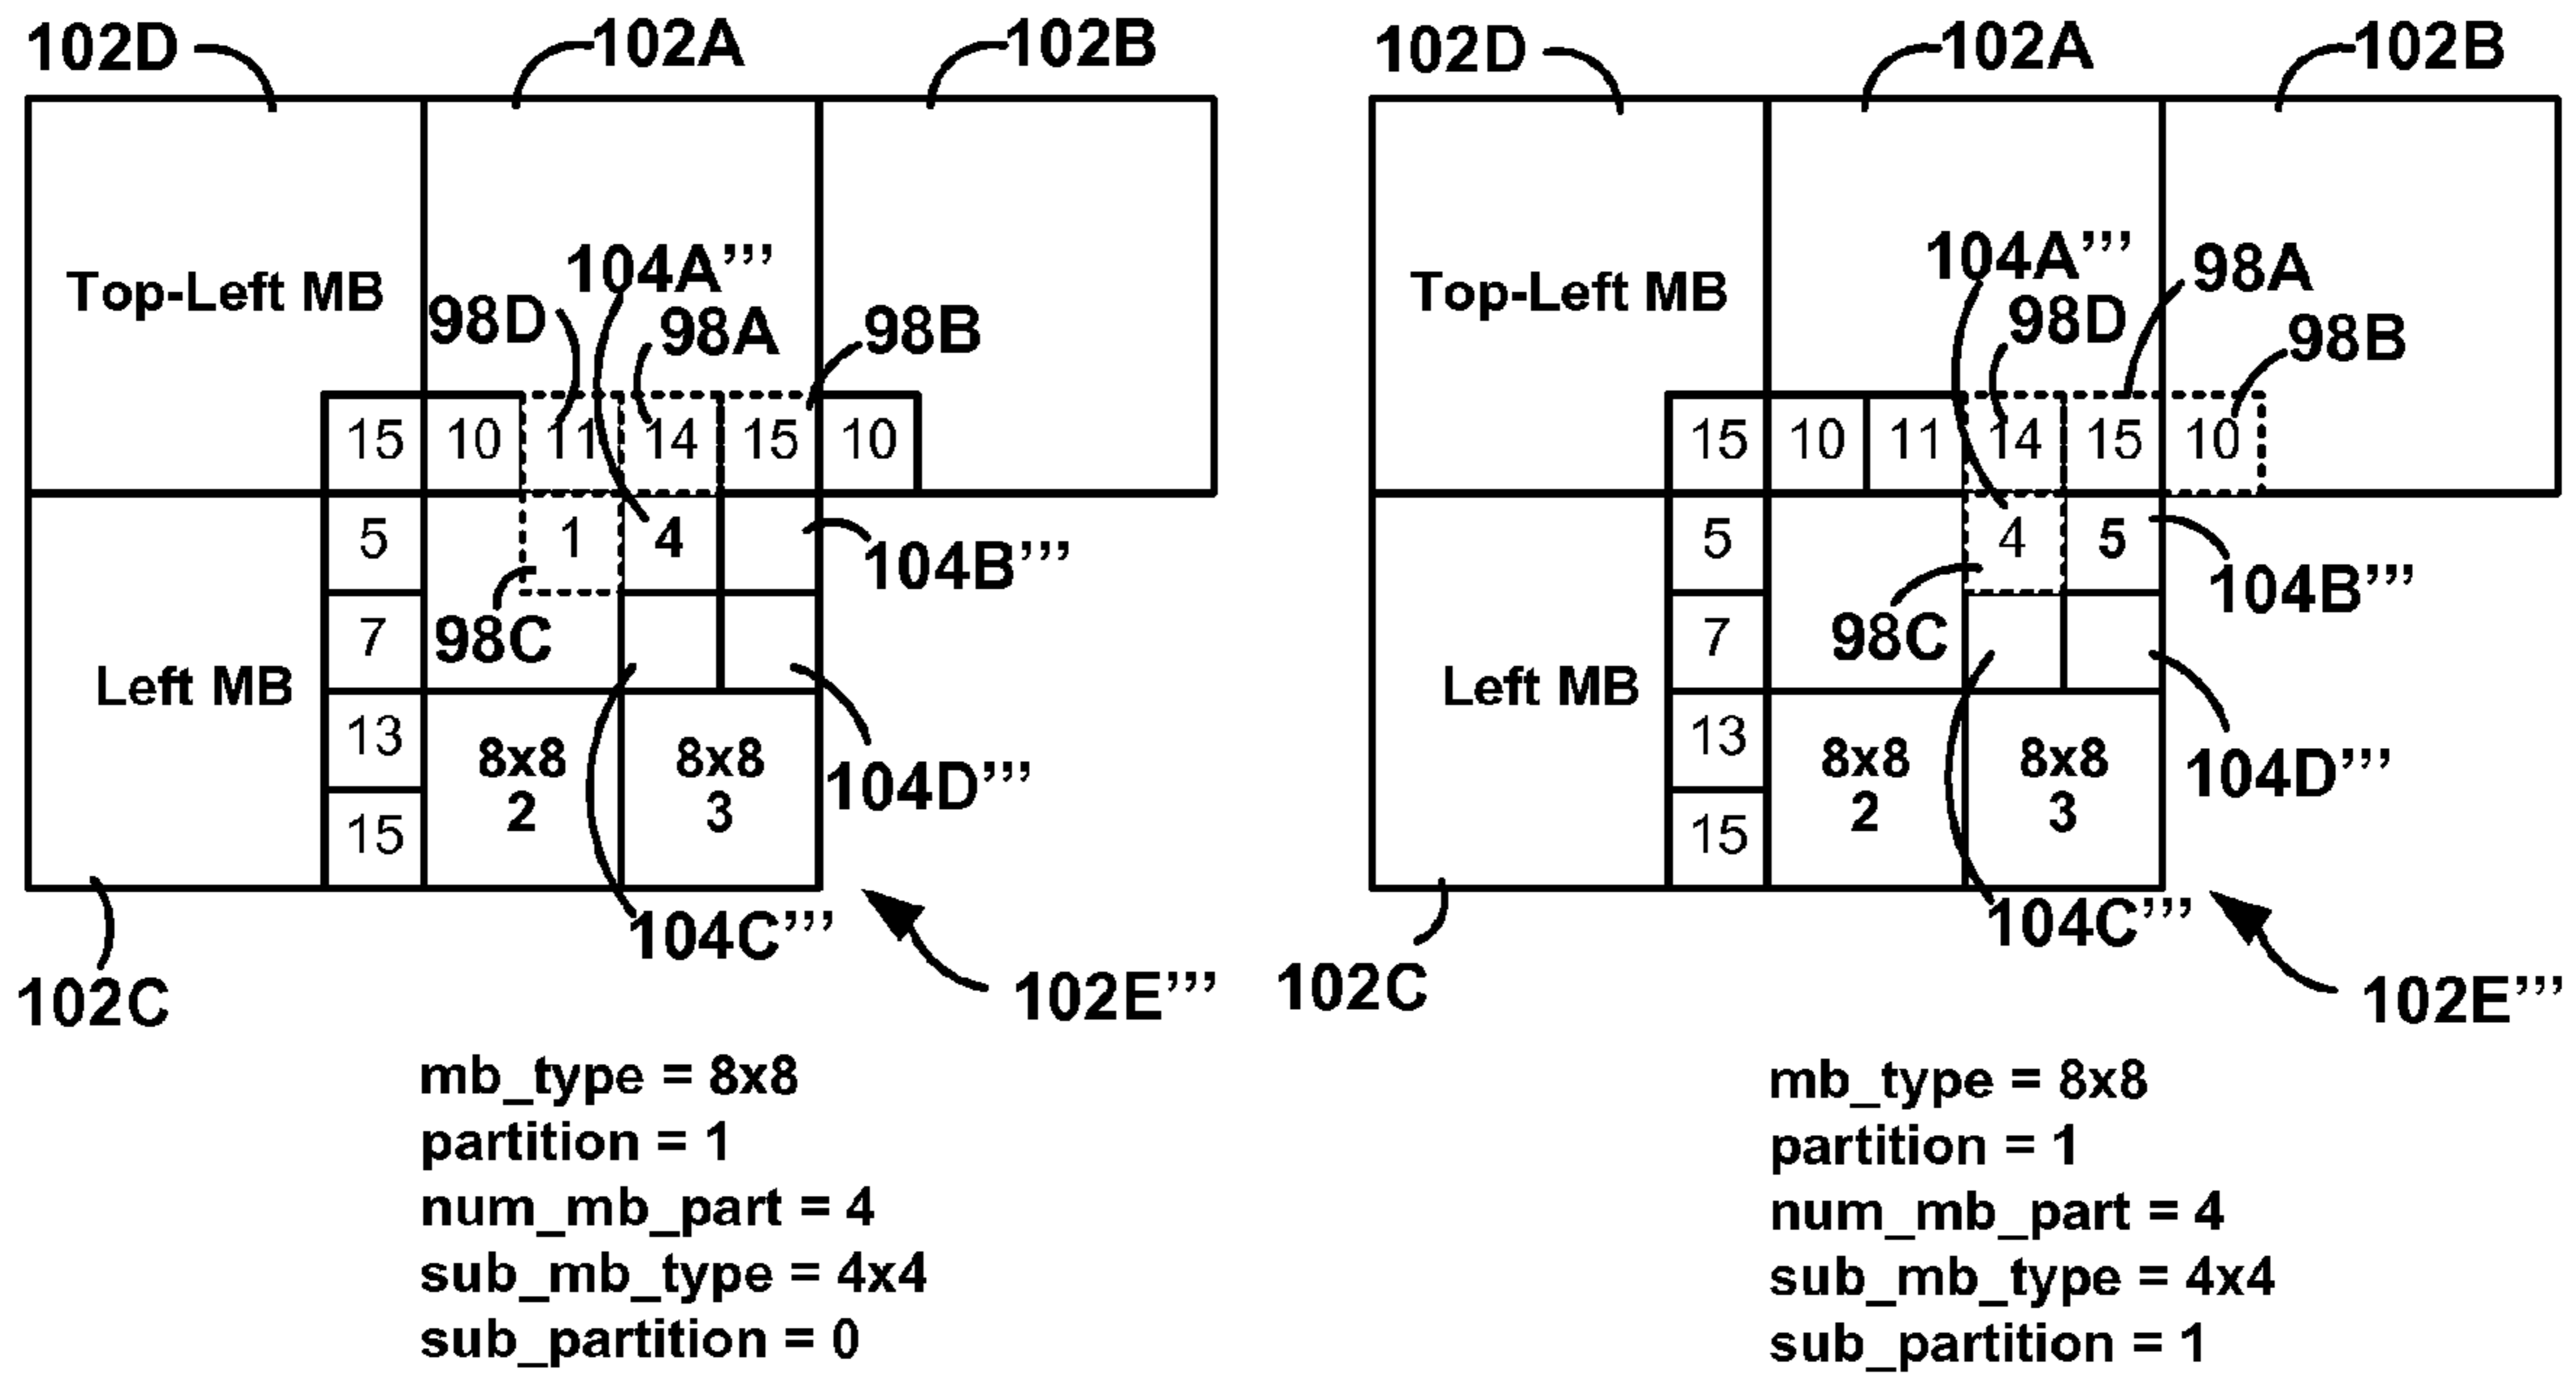 102D 102A 102B
Top-Left MB
104A’’’
98D 98A 98B
15 10 11 14 15 10
5 1 4
104B’’’
7
98C
Left MB
13
8x8 8x8
2 3
104D’’’
15
104C’’’
102C
102E’’’
mb_type = 8x8
partition = 1
num_mb_part = 4
sub_mb_type = 4x4
sub_partition = 0
102D 102A 102B
104A’’’
98A
Top-Left MB
98D
98B
15 10 11 14 15 10
5 4 5
104B’’’
7
98C
Left MB
13
8x8 8x8
2 3
104D’’’
15
104C’’’
102C
102E’’’
mb_type = 8x8
partition = 1
num_mb_part = 4
sub_mb_type = 4x4
sub_partition = 1